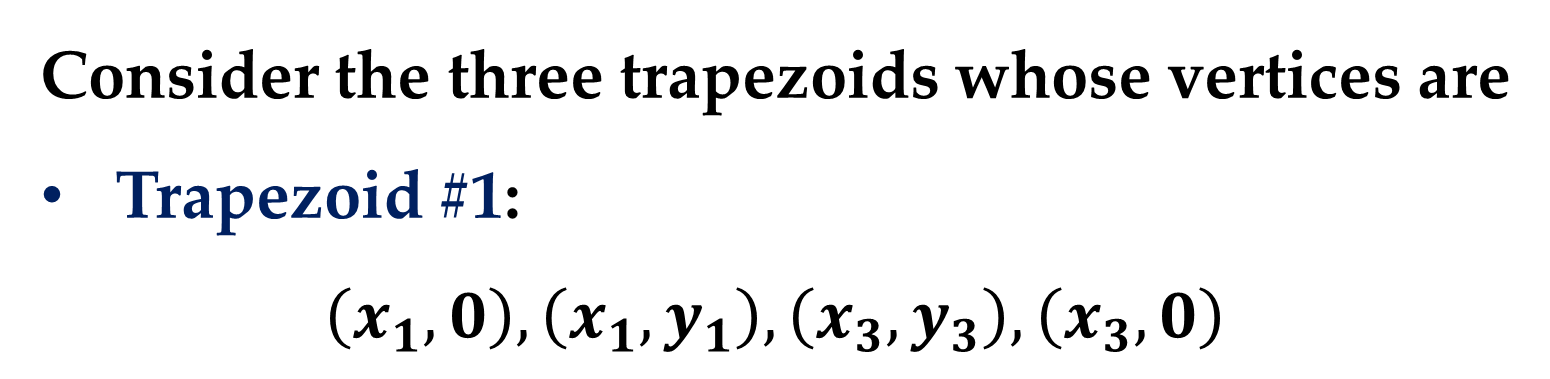 Consider the three trapezoids whose vertices are
• Trapezoid #1:
(x₁, 0), (x₁, y₁), (x₃, y₃), (x₃, 0)